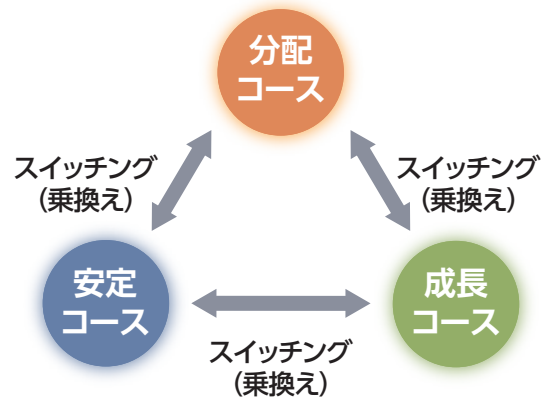 分配
コース
スイッチング
(乗換え)
スイッチング
(乗換え)
安定
コース
成長
コース
スイッチング
(乗換え)